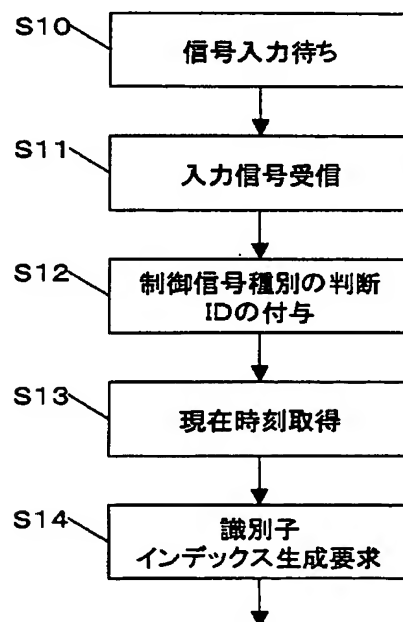 S10
信号入力待ち
S11
入力信号受信
S12
制御信号種別の判断
IDの付与
S13
現在時刻取得
S14
識別子
インデックス生成要求